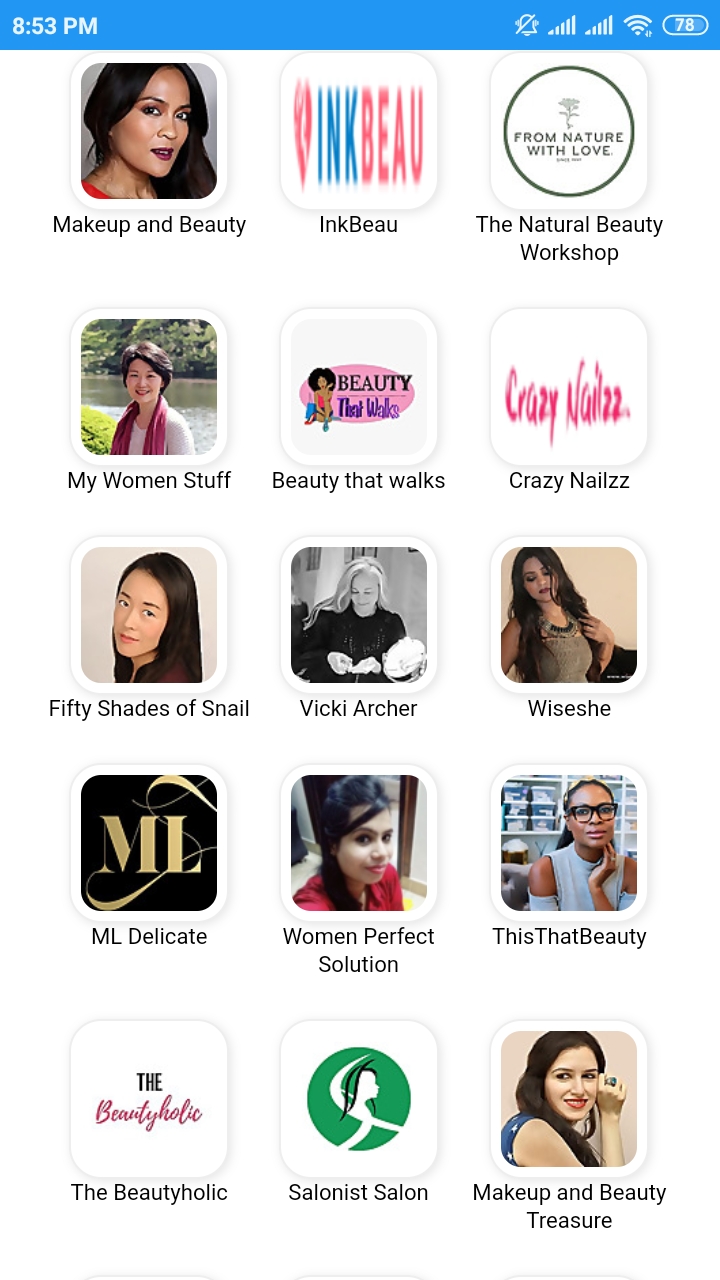 8:53 PM
78
INKBEAU
FROM NATURE
WITH LOVE.
Makeup and Beauty
InkBeau
The Natural Beauty
Workshop
BEAUTY
That Walks
Crazy Nailzz
My Women Stuff
Beauty that walks
Crazy Nailzz
Fifty Shades of Snail
Vicki Archer
Wiseshe
ML
ML Delicate
Women Perfect
Solution
ThisThatBeauty
THE
Beautyholic
The Beautyholic
Salonist Salon
Makeup and Beauty
Treasure